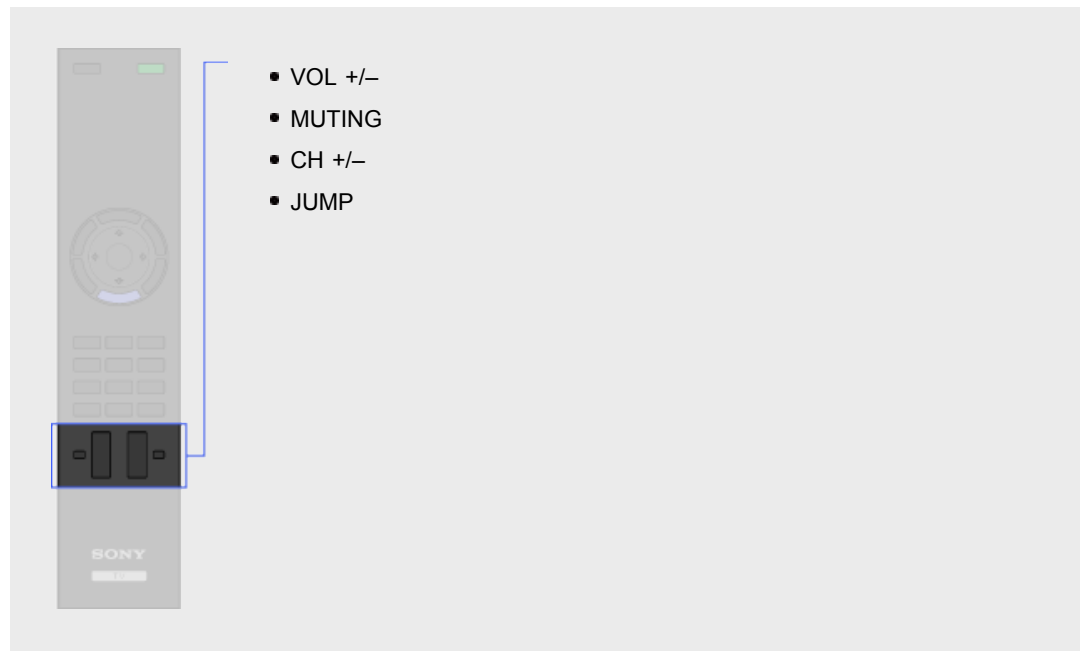 • VOL +/–
• MUTING
• CH +/–
• JUMP
SONY